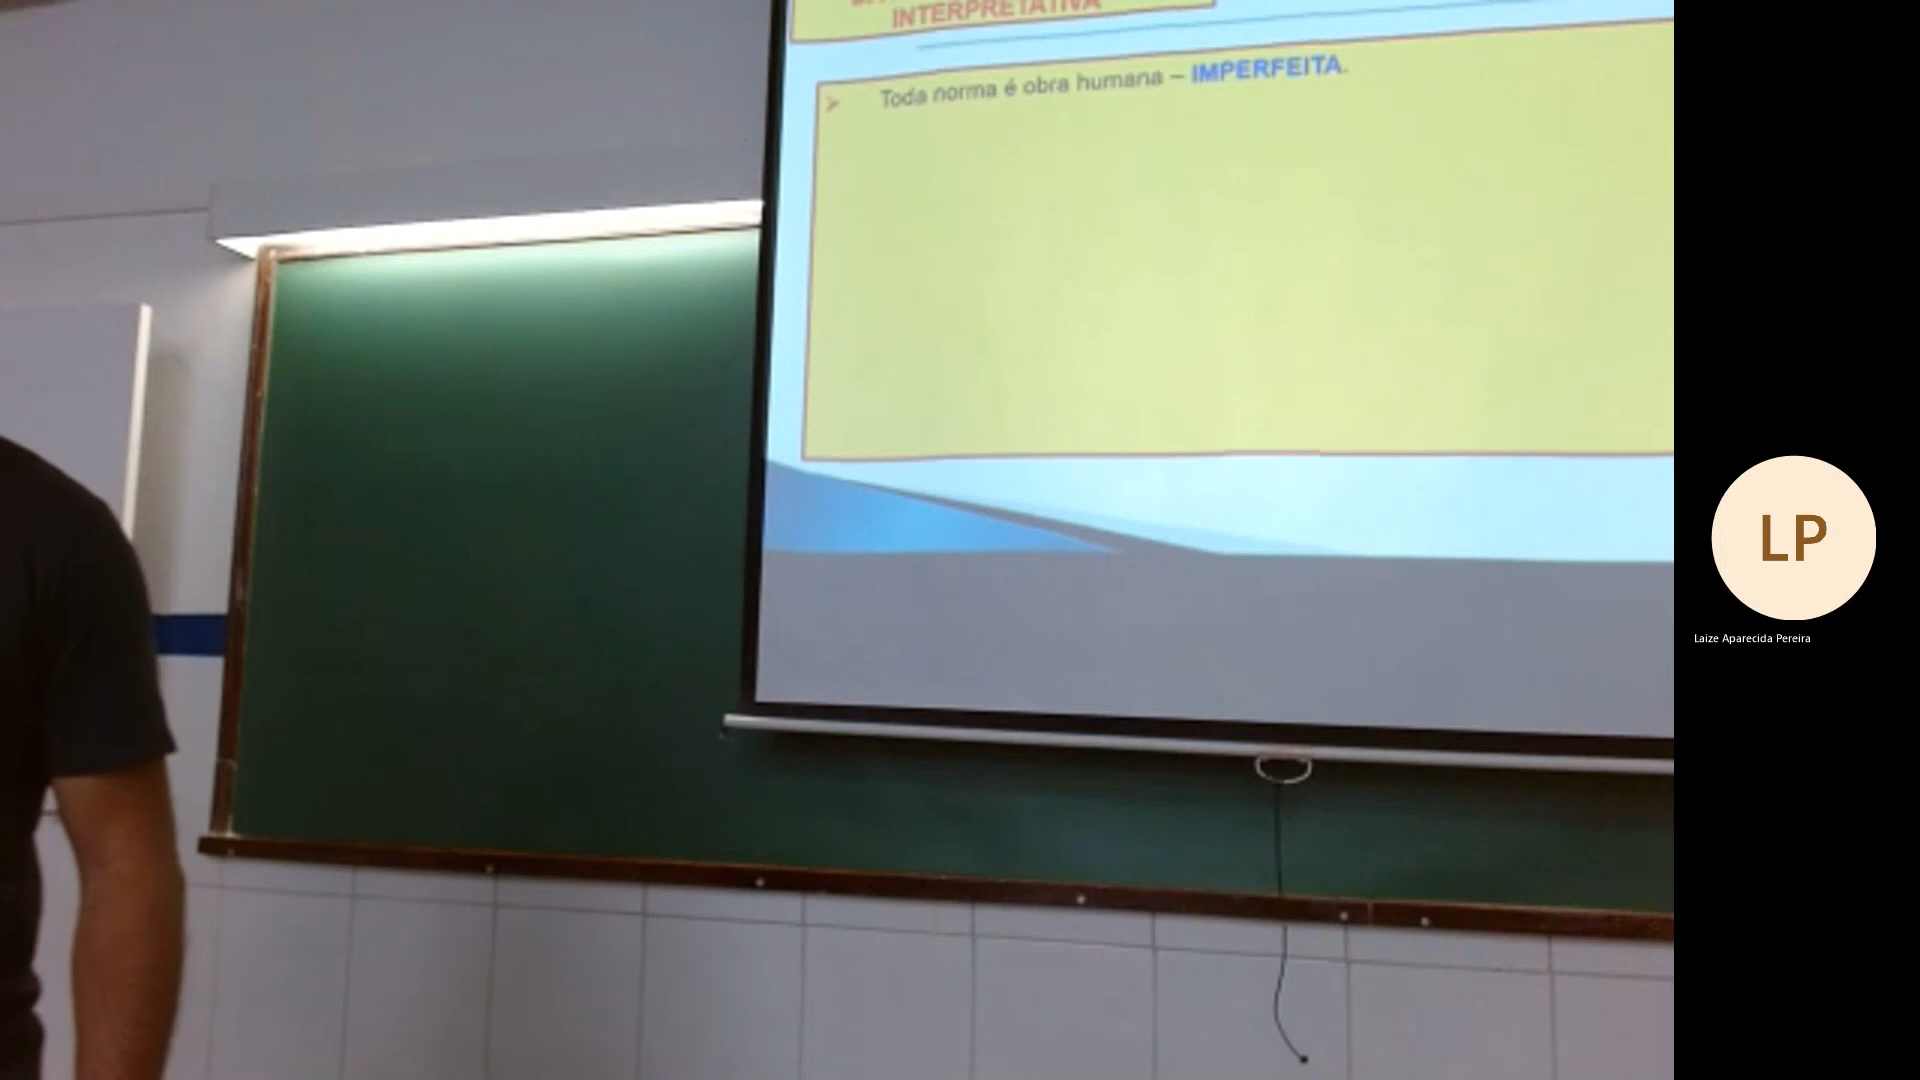 INTERPRETATIVA
Toda norma é obra humana – IMPERFEITA.
LP
Laize Aparecida Pereira